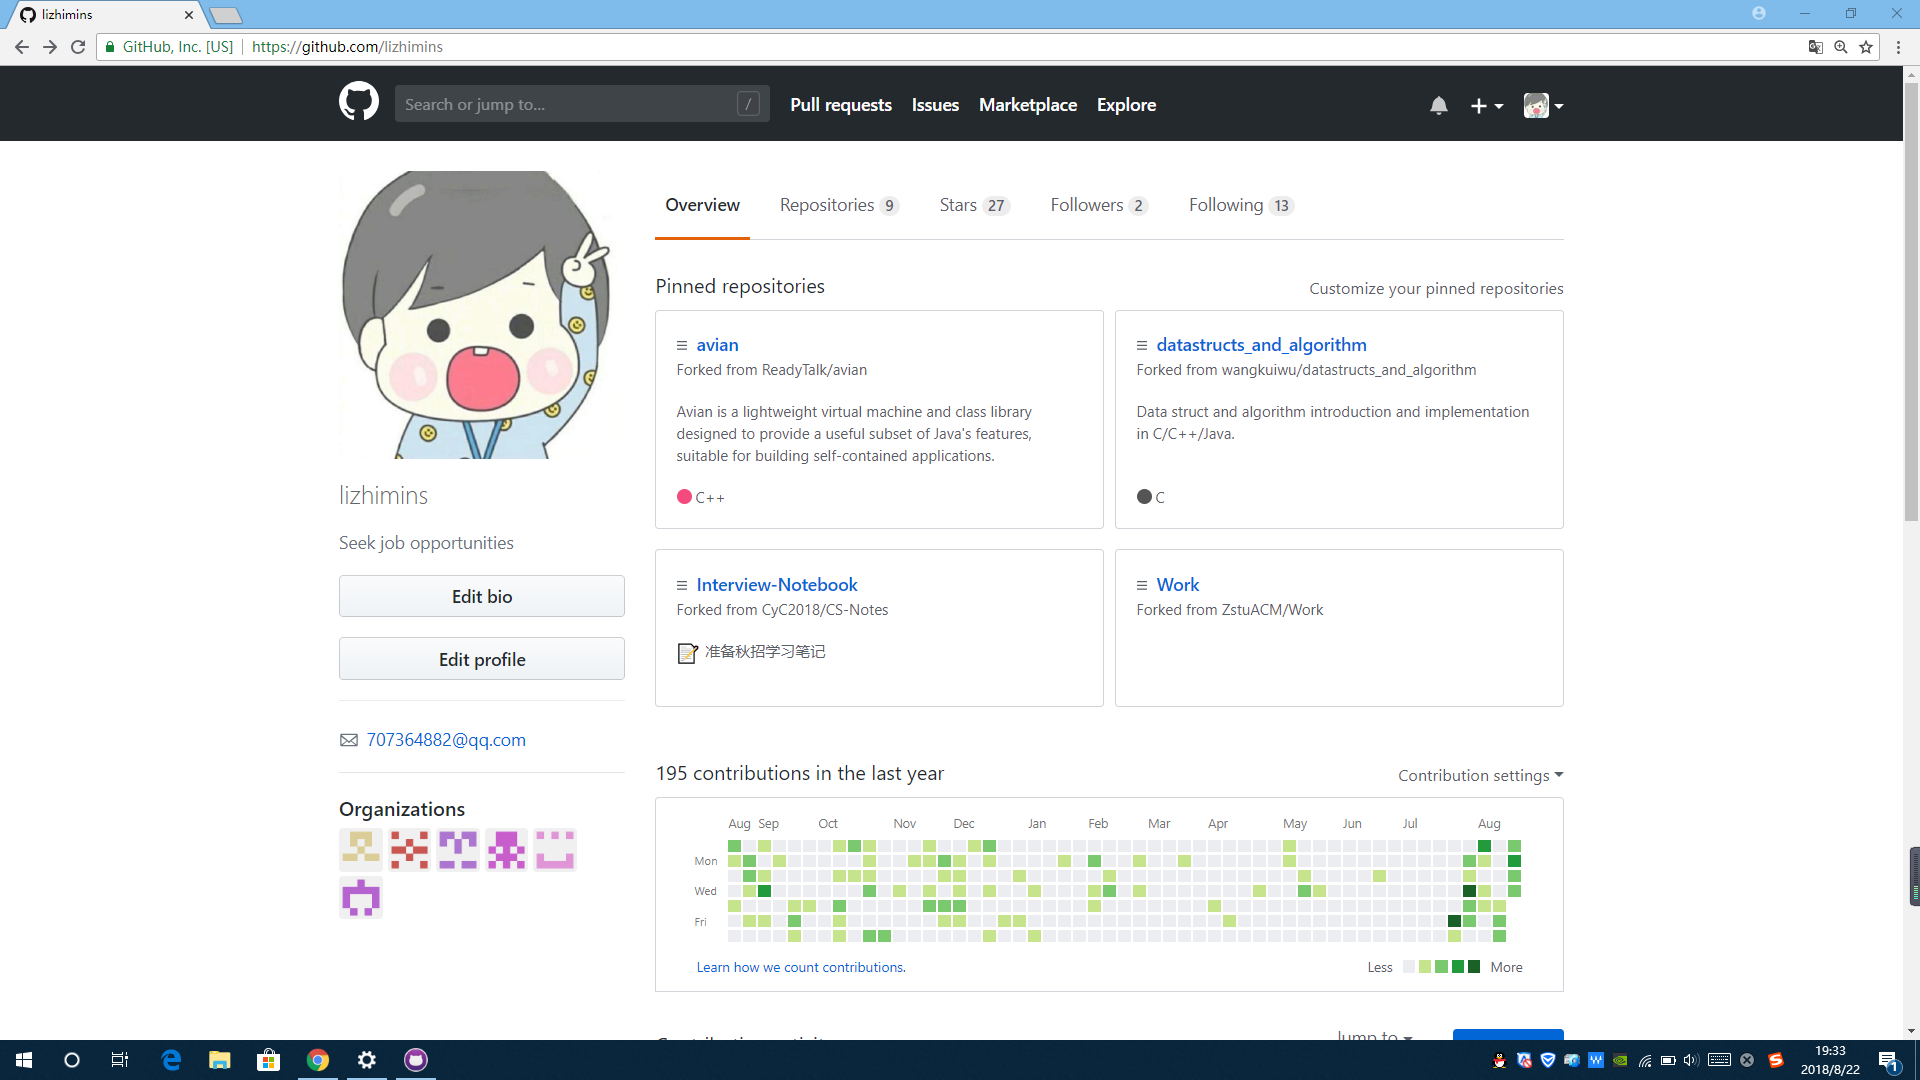 lizhimins
GitHub, Inc. [US] | https://github.com/lizhimins
Search or jump to... /
Pull requests Issues Marketplace Explore
Overview Repositories 9 Stars 27 Followers 2 Following 13
Pinned repositories
Customize your pinned repositories
avian
Forked from ReadyTalk/avian
Avian is a lightweight virtual machine and class library
designed to provide a useful subset of Java's features,
suitable for building self-contained applications.
C++
datastructs_and_algorithm
Forked from wangkuiwu/datastructs_and_algorithm
Data struct and algorithm introduction and implementation
in C/C++/Java.
C
Interview-Notebook
Forked from CyC2018/CS-Notes
准备秋招学习笔记
Work
Forked from ZstuACM/Work
lizhimins
Seek job opportunities
Edit bio
Edit profile
707364882@qq.com
Organizations
195 contributions in the last year
Contribution settings
Aug Sep Oct Nov Dec Jan Feb Mar Apr May Jun Jul Aug
Mon
Wed
Fri
Learn how we count contributions.
Less More
Jump to
19:33
2018/8/22
1